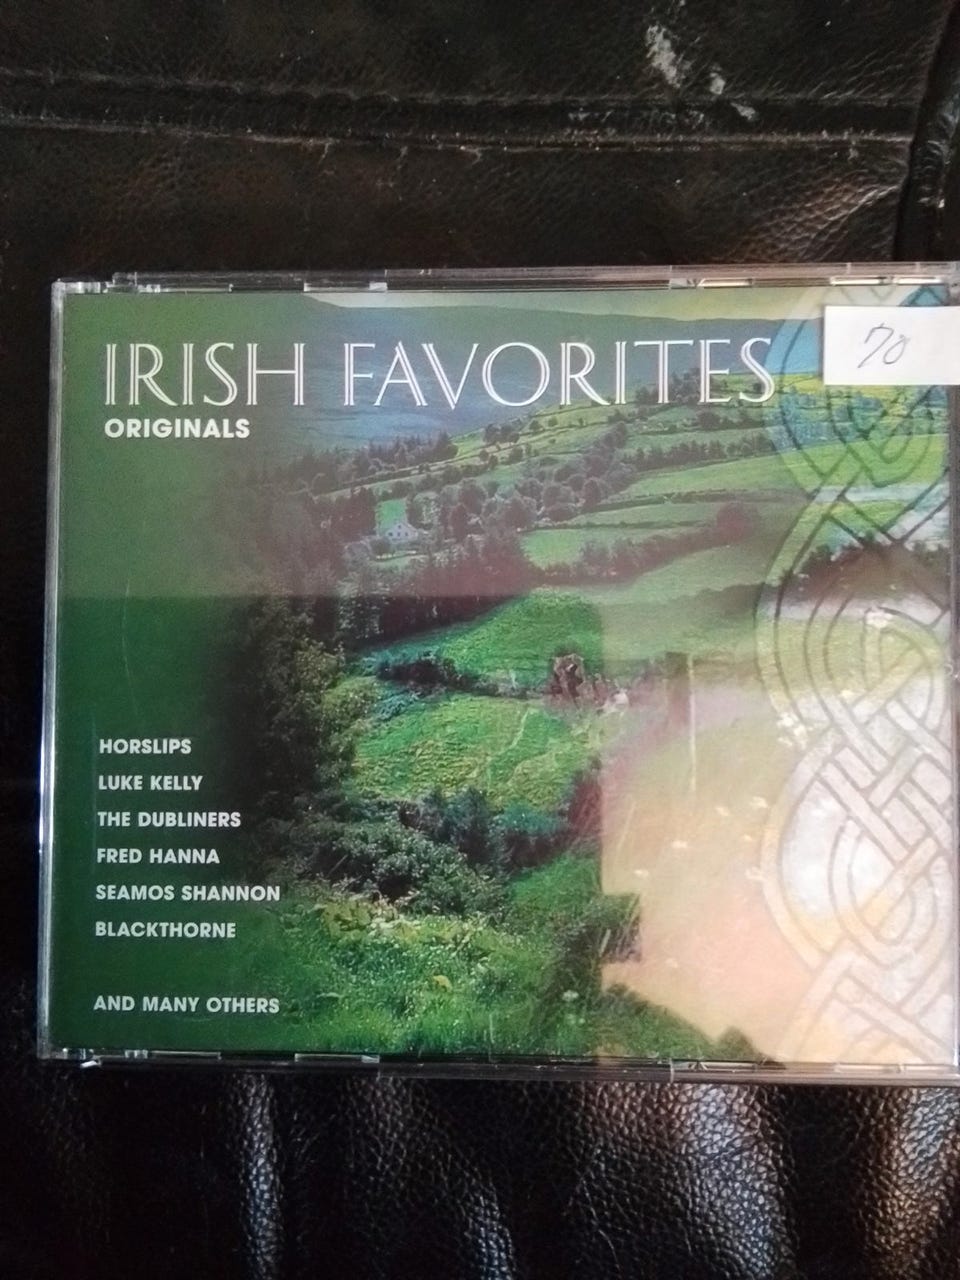 IRISH FAVORITES
70
ORIGINALS
HORSLIPS
LUKE KELLY
THE DUBLINERS
FRED HANNA
SEAMOS SHANNON
BLACKTHORNE
AND MANY OTHERS